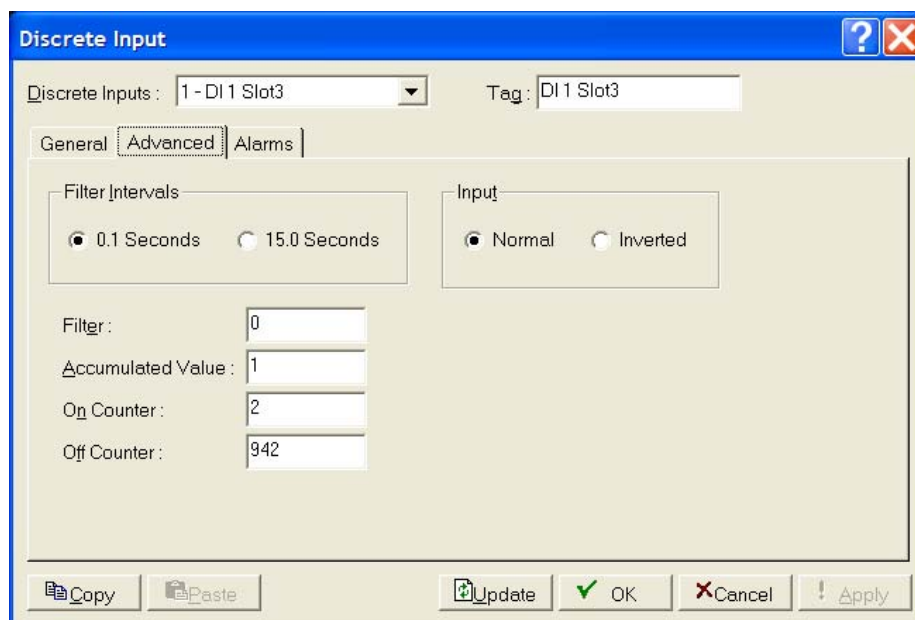 Discrete Input
Discrete Inputs : 1 - DI 1 Slot3 Tag : DI 1 Slot3
General Advanced Alarms
Filter Intervals Input
0.1 Seconds 15.0 Seconds Normal Inverted
Filter : 0
Accumulated Value : 1
On Counter : 2
Off Counter : 942
Copy Paste Update OK Cancel ! Apply